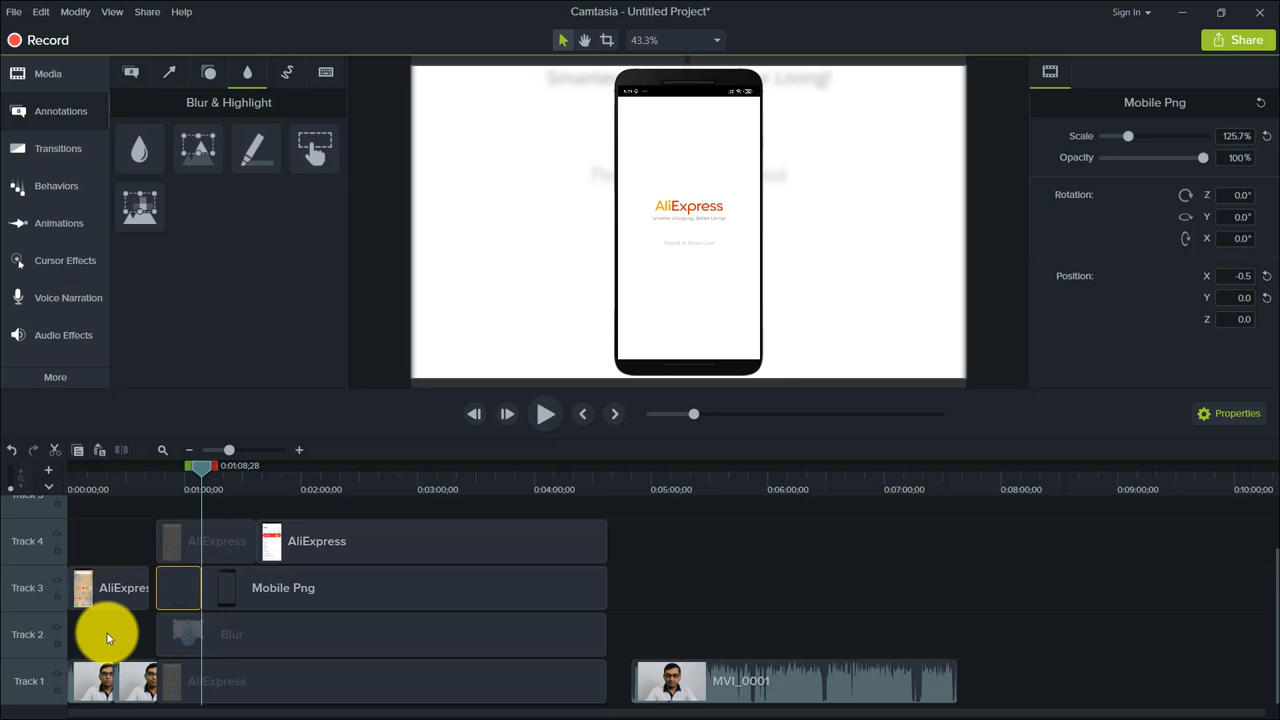 File Edit Modify View Share Help
Camtasia - Untitled Project*
Sign In
Record
43.3%
Share
Media
Annotations
Transitions
Behaviors
Animations
Cursor Effects
Voice Narration
Audio Effects
More
Blur & Highlight
Smarter Living!
AliExpress
Smarter Shopping, Better Living!
Powered by Alibaba Cloud
Mobile Png
Scale 125.7%
Opacity 100%
Rotation: Z 0.0°
Y 0.0°
X 0.0°
Position: X -0.5
Y 0.0
Z 0.0
Properties
0:01:08;28
0:00:00;00 0:01:00;00 0:02:00;00 0:03:00;00 0:04:00;00 0:05:00;00 0:06:00;00 0:07:00;00 0:08:00;00 0:09:00;00 0:10:00;00
Track 5
Track 4 AliExpress AliExpress
Track 3 AliExpres Mobile Png
Track 2 Blur
Track 1 AliExpress MVI_0001